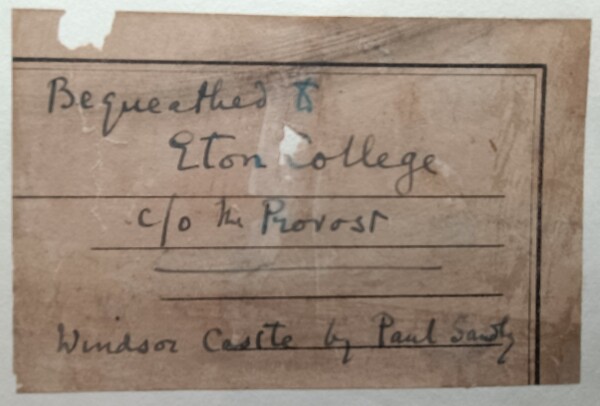 Bequeathed to
Eton College
c/o the Provost
Windsor Castle by Paul Sandby